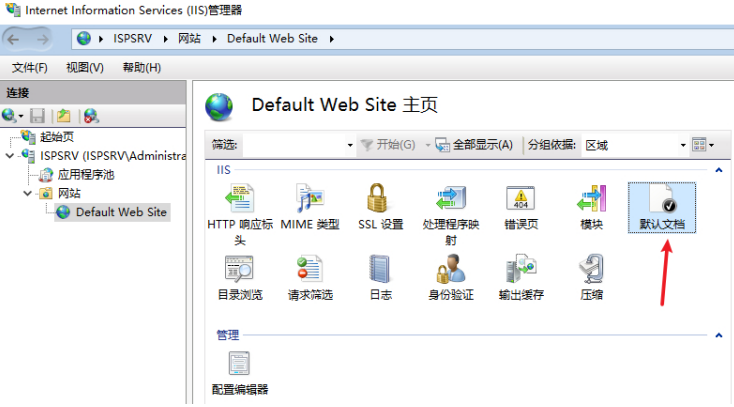 Internet Information Services (IIS)管理器
ISPSRV
网站
Default Web Site
文件(F) 视图(V) 帮助(H)
连接
起始页
ISPSRV (ISPSRV\Administra
应用程序池
网站
Default Web Site
Default Web Site 主页
筛选: 开始(G) 全部显示(A) 分组依据: 区域
IIS
HTTP 响应标头
MIME 类型
SSL 设置
处理程序映射
404
错误页
模块
默认文档
目录浏览
请求筛选
日志
身份验证
输出缓存
压缩
管理
配置编辑器